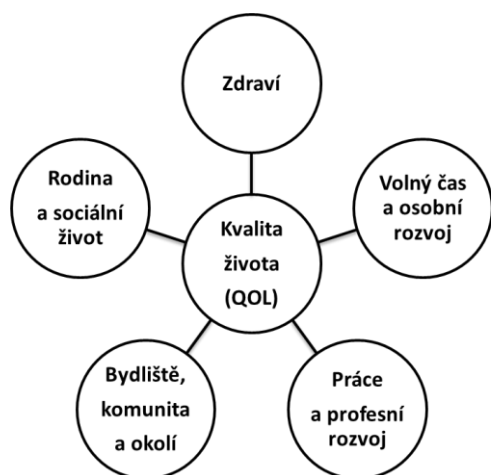 Zdraví
Rodina
a sociální
život
Volný čas
a osobní
rozvoj
Kvalita
života
(QOL)
Bydliště,
komunita
a okolí
Práce
a profesní
rozvoj